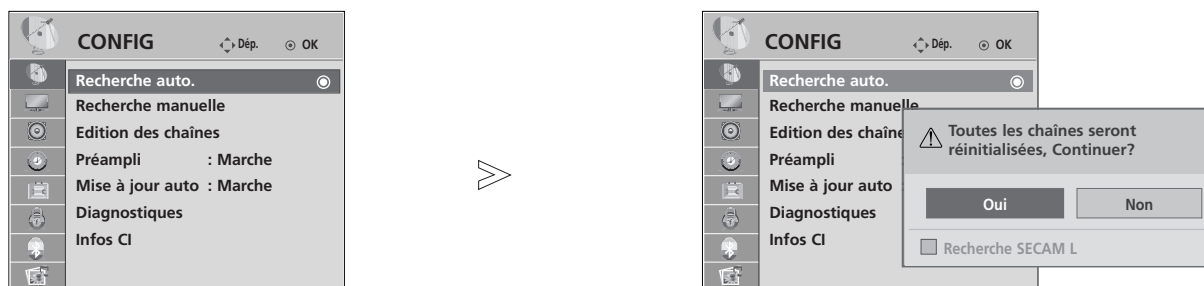 CONFIG Dép. OK
Recherche auto.
Recherche manuelle
Edition des chaînes
Préampli : Marche
Mise à jour auto : Marche
Diagnostiques
Infos CI
CONFIG Dép. OK
Recherche auto.
Recherche manuelle
Edition des chaîne
Préampli
Mise à jour auto
Diagnostiques
Infos CI
Toutes les chaînes seront
réinitialisées, Continuer?
Oui Non
Recherche SECAM L